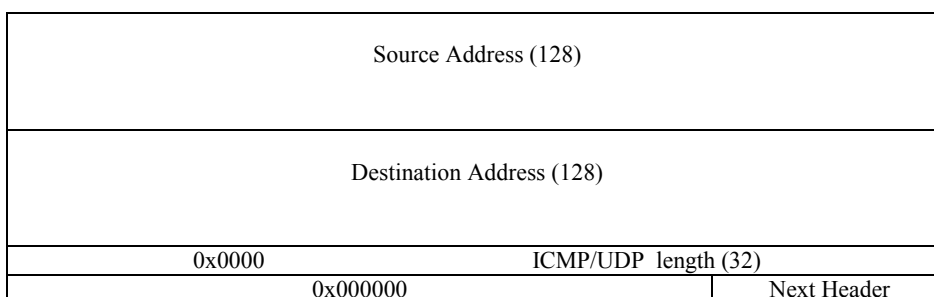 Source Address (128)
Destination Address (128)
0x0000 ICMP/UDP length (32)
0x000000 Next Header